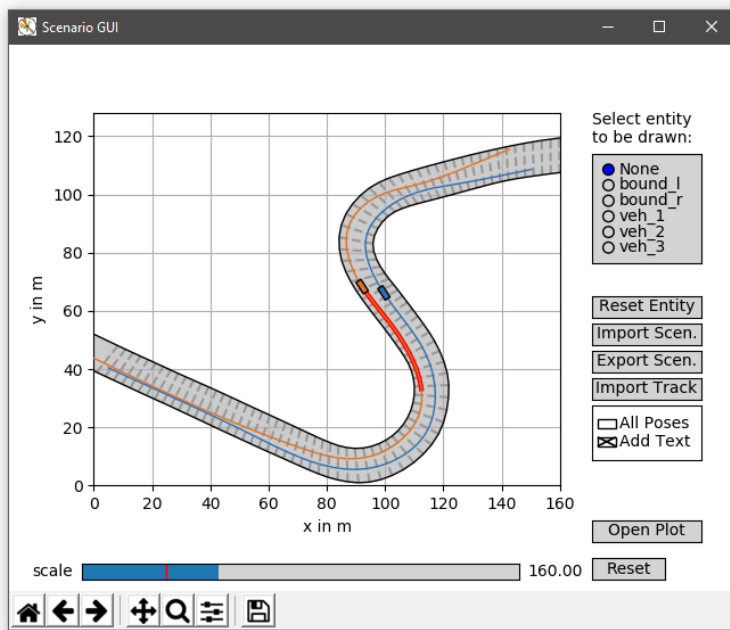 Scenario GUI
Select entity
to be drawn:
None
bound_l
bound_r
veh_1
veh_2
veh_3
Reset Entity
Import Scen.
Export Scen.
Import Track
All Poses
Add Text
Open Plot
Reset
120
100
80
60
40
20
0
y in m
0 20 40 60 80 100 120 140 160
x in m
scale 160.00